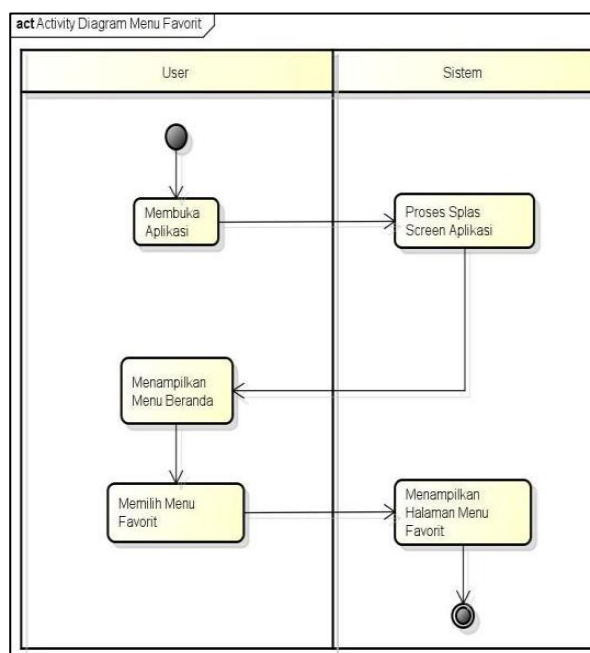 act Activity Diagram Menu Favorit
User
Sistem
Membuka
Aplikasi
Proses Splas
Screen Aplikasi
Menampilkan
Menu Beranda
Memilih Menu
Favorit
Menampilkan
Halaman Menu
Favorit